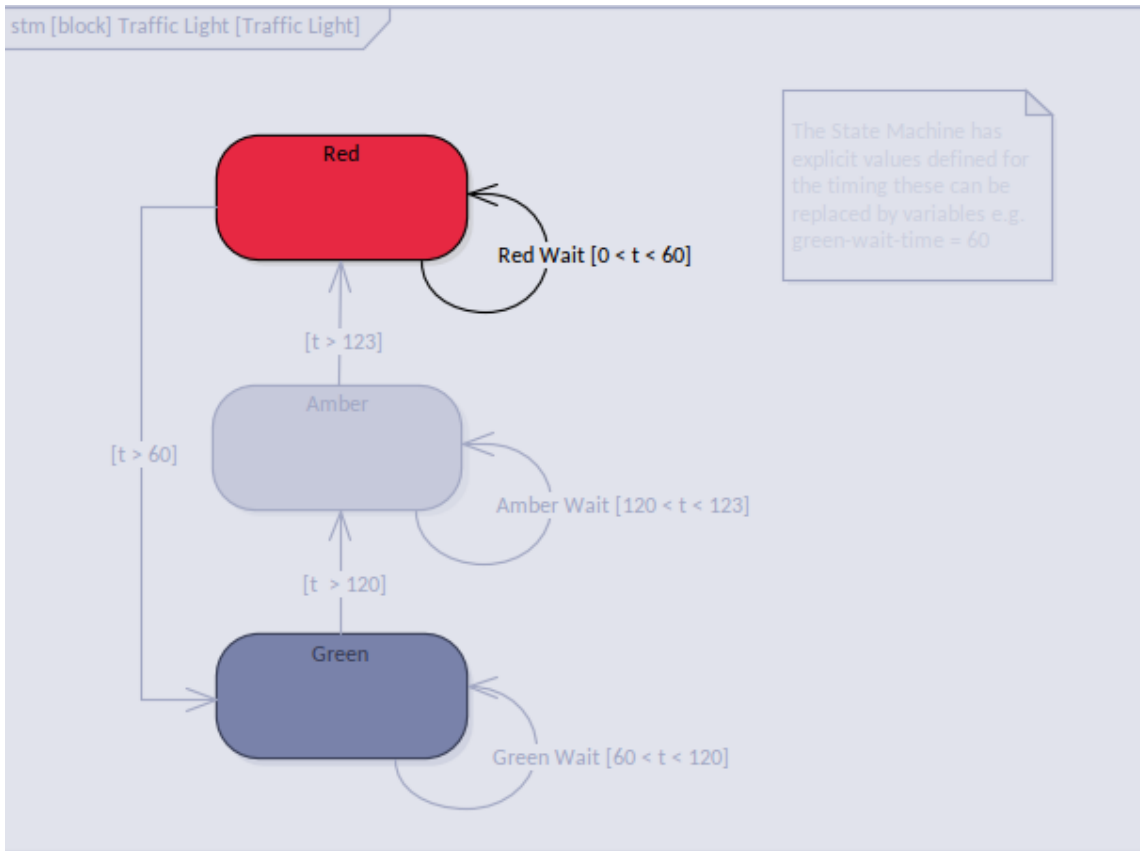 stm [block] Traffic Light [Traffic Light]
The State Machine has
explicit values defined for
the timing these can be
replaced by variables e.g.
green-wait-time = 60
Red
Red Wait [0 < t < 60]
[t > 123]
Amber
[t > 60]
Amber Wait [120 < t < 123]
[t  > 120]
Green
Green Wait [60 < t < 120]